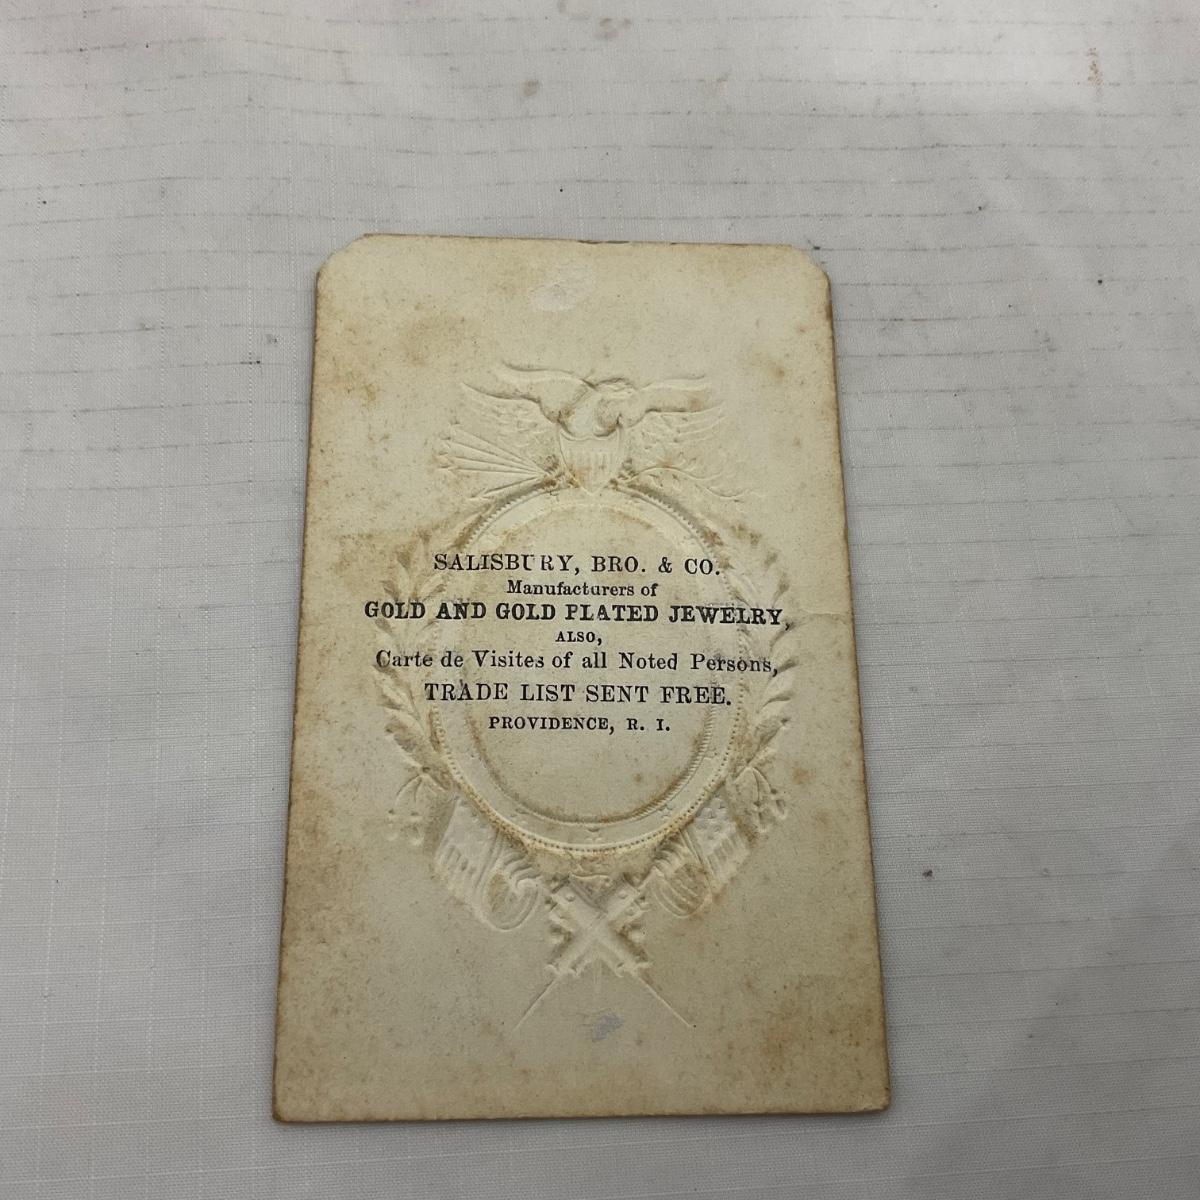 SALISBURY, BRO. & CO.
Manufacturers of
GOLD AND GOLD PLATED JEWELRY,
ALSO,
Carte de Visites of all Noted Persons,
TRADE LIST SENT FREE.
PROVIDENCE, R. I.